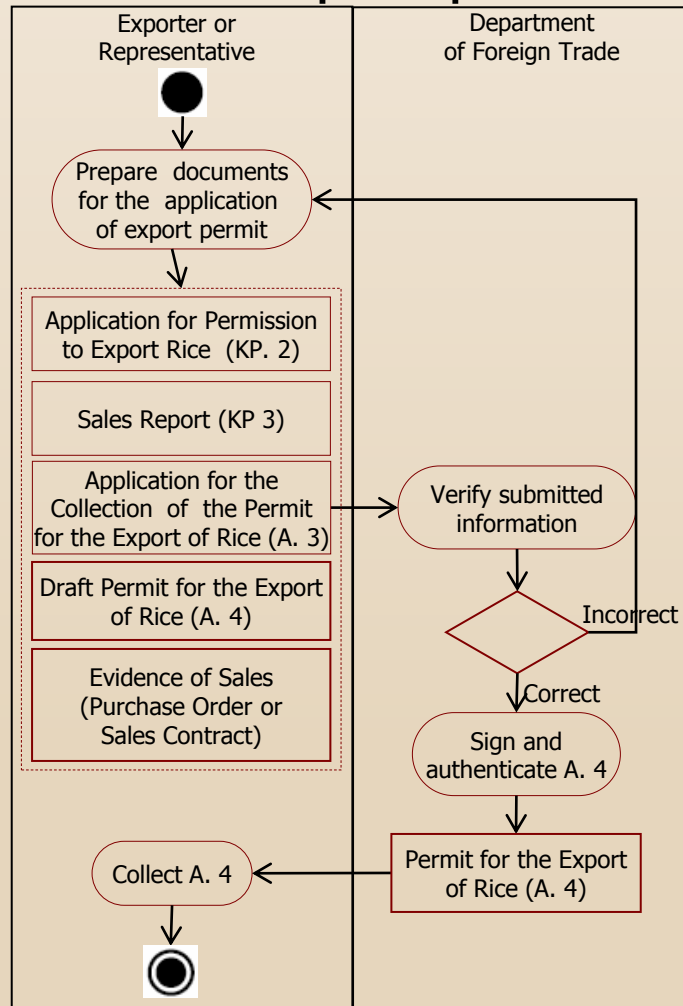 Exporter or
Representative
Department
of Foreign Trade
Prepare documents
for the application
of export permit
Application for Permission
to Export Rice (KP. 2)
Sales Report (KP 3)
Application for the
Collection of the Permit
for the Export of Rice (A. 3)
Verify submitted
information
Draft Permit for the Export
of Rice (A. 4)
Incorrect
Evidence of Sales
(Purchase Order or
Sales Contract)
Correct
Sign and
authenticate A. 4
Collect A. 4
Permit for the Export
of Rice (A. 4)